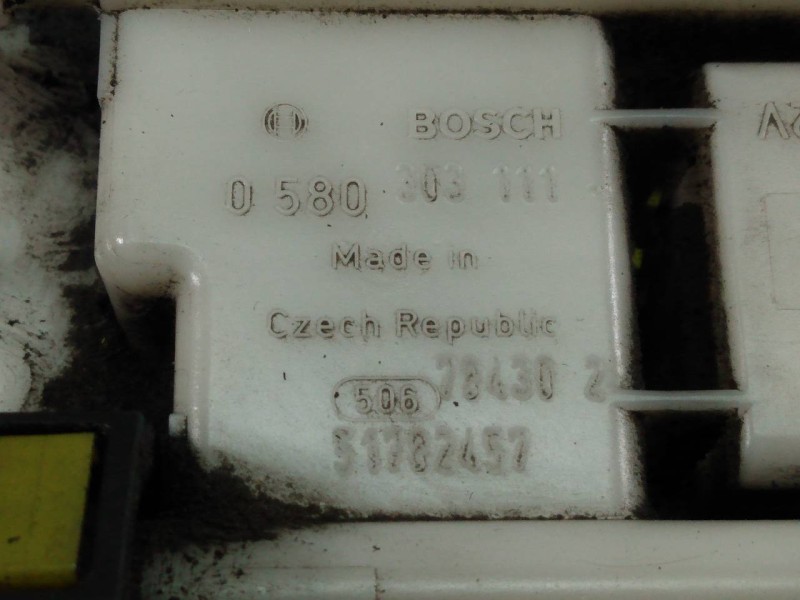 BOSCH
0 580 303 111
Made in
Czech Republic
506 78430 2
51782457